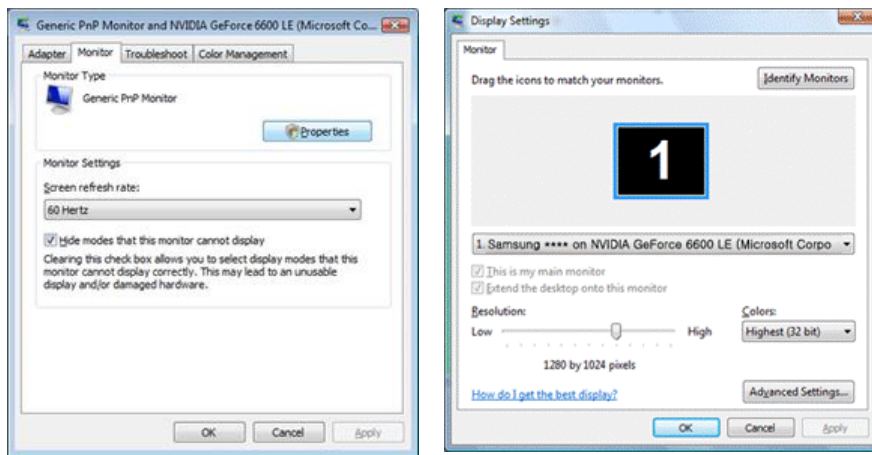 Generic PnP Monitor and NVIDIA GeForce 6600 LE (Microsoft Co...
Adapter Monitor Troubleshoot Color Management
Monitor Type
Generic PnP Monitor
Properties
Monitor Settings
Screen refresh rate:
60 Hertz
Hide modes that this monitor cannot display
Clearing this check box allows you to select display modes that this
monitor cannot display correctly. This may lead to an unusable
display and/or damaged hardware.
OK Cancel Apply
Display Settings
Monitor
Drag the icons to match your monitors.
Identify Monitors
1
1. Samsung **** on NVIDIA GeForce 6600 LE (Microsoft Corpo
This is my main monitor
Extend the desktop onto this monitor
Resolution:
Colors:
Low High
Highest (32 bit)
1280 by 1024 pixels
How do I get the best display?
Advanced Settings...
OK Cancel Apply